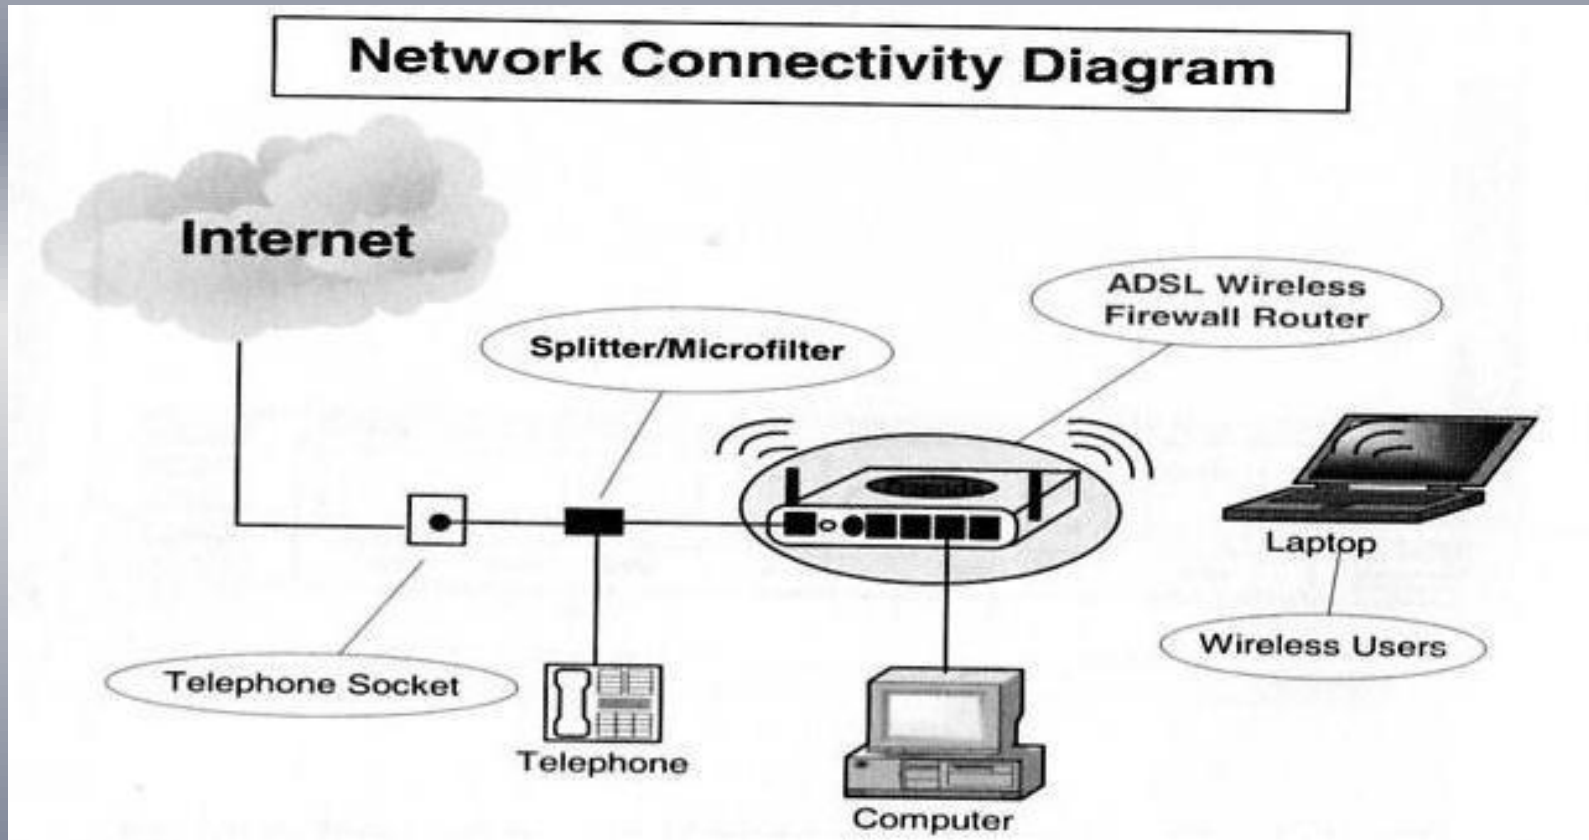 Network Connectivity Diagram
Internet
ADSL Wireless
Firewall Router
Splitter/Microfilter
Laptop
Wireless Users
Telephone Socket
Telephone
Computer